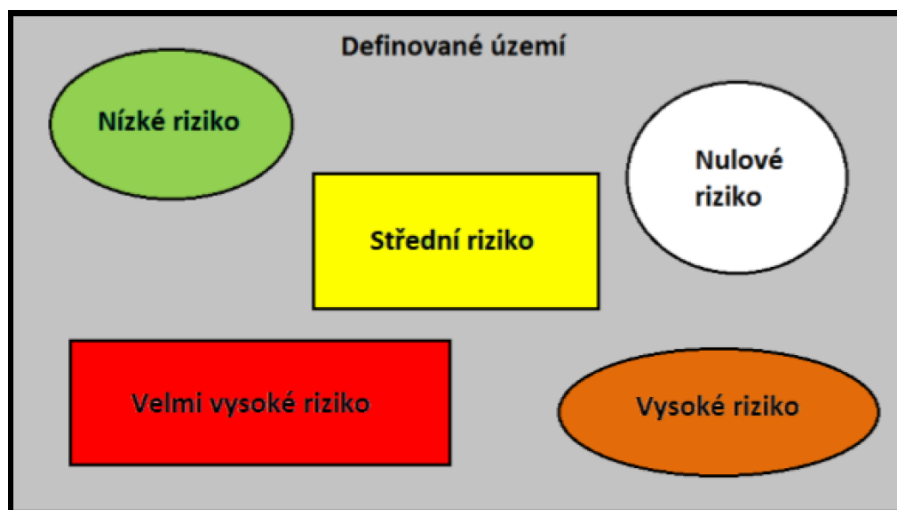 Definované území
Nízké riziko
Nulové
riziko
Střední riziko
Velmi vysoké riziko
Vysoké riziko